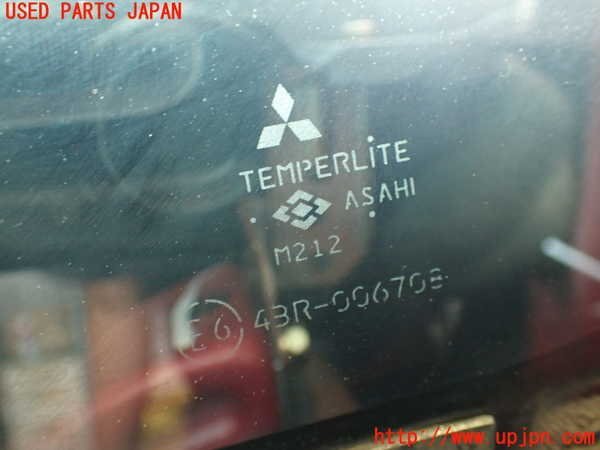 USED PARTS JAPAN
TEMPERLITE
ASAHI
M212
E6 43R-006708
http://www.upjpn.com/